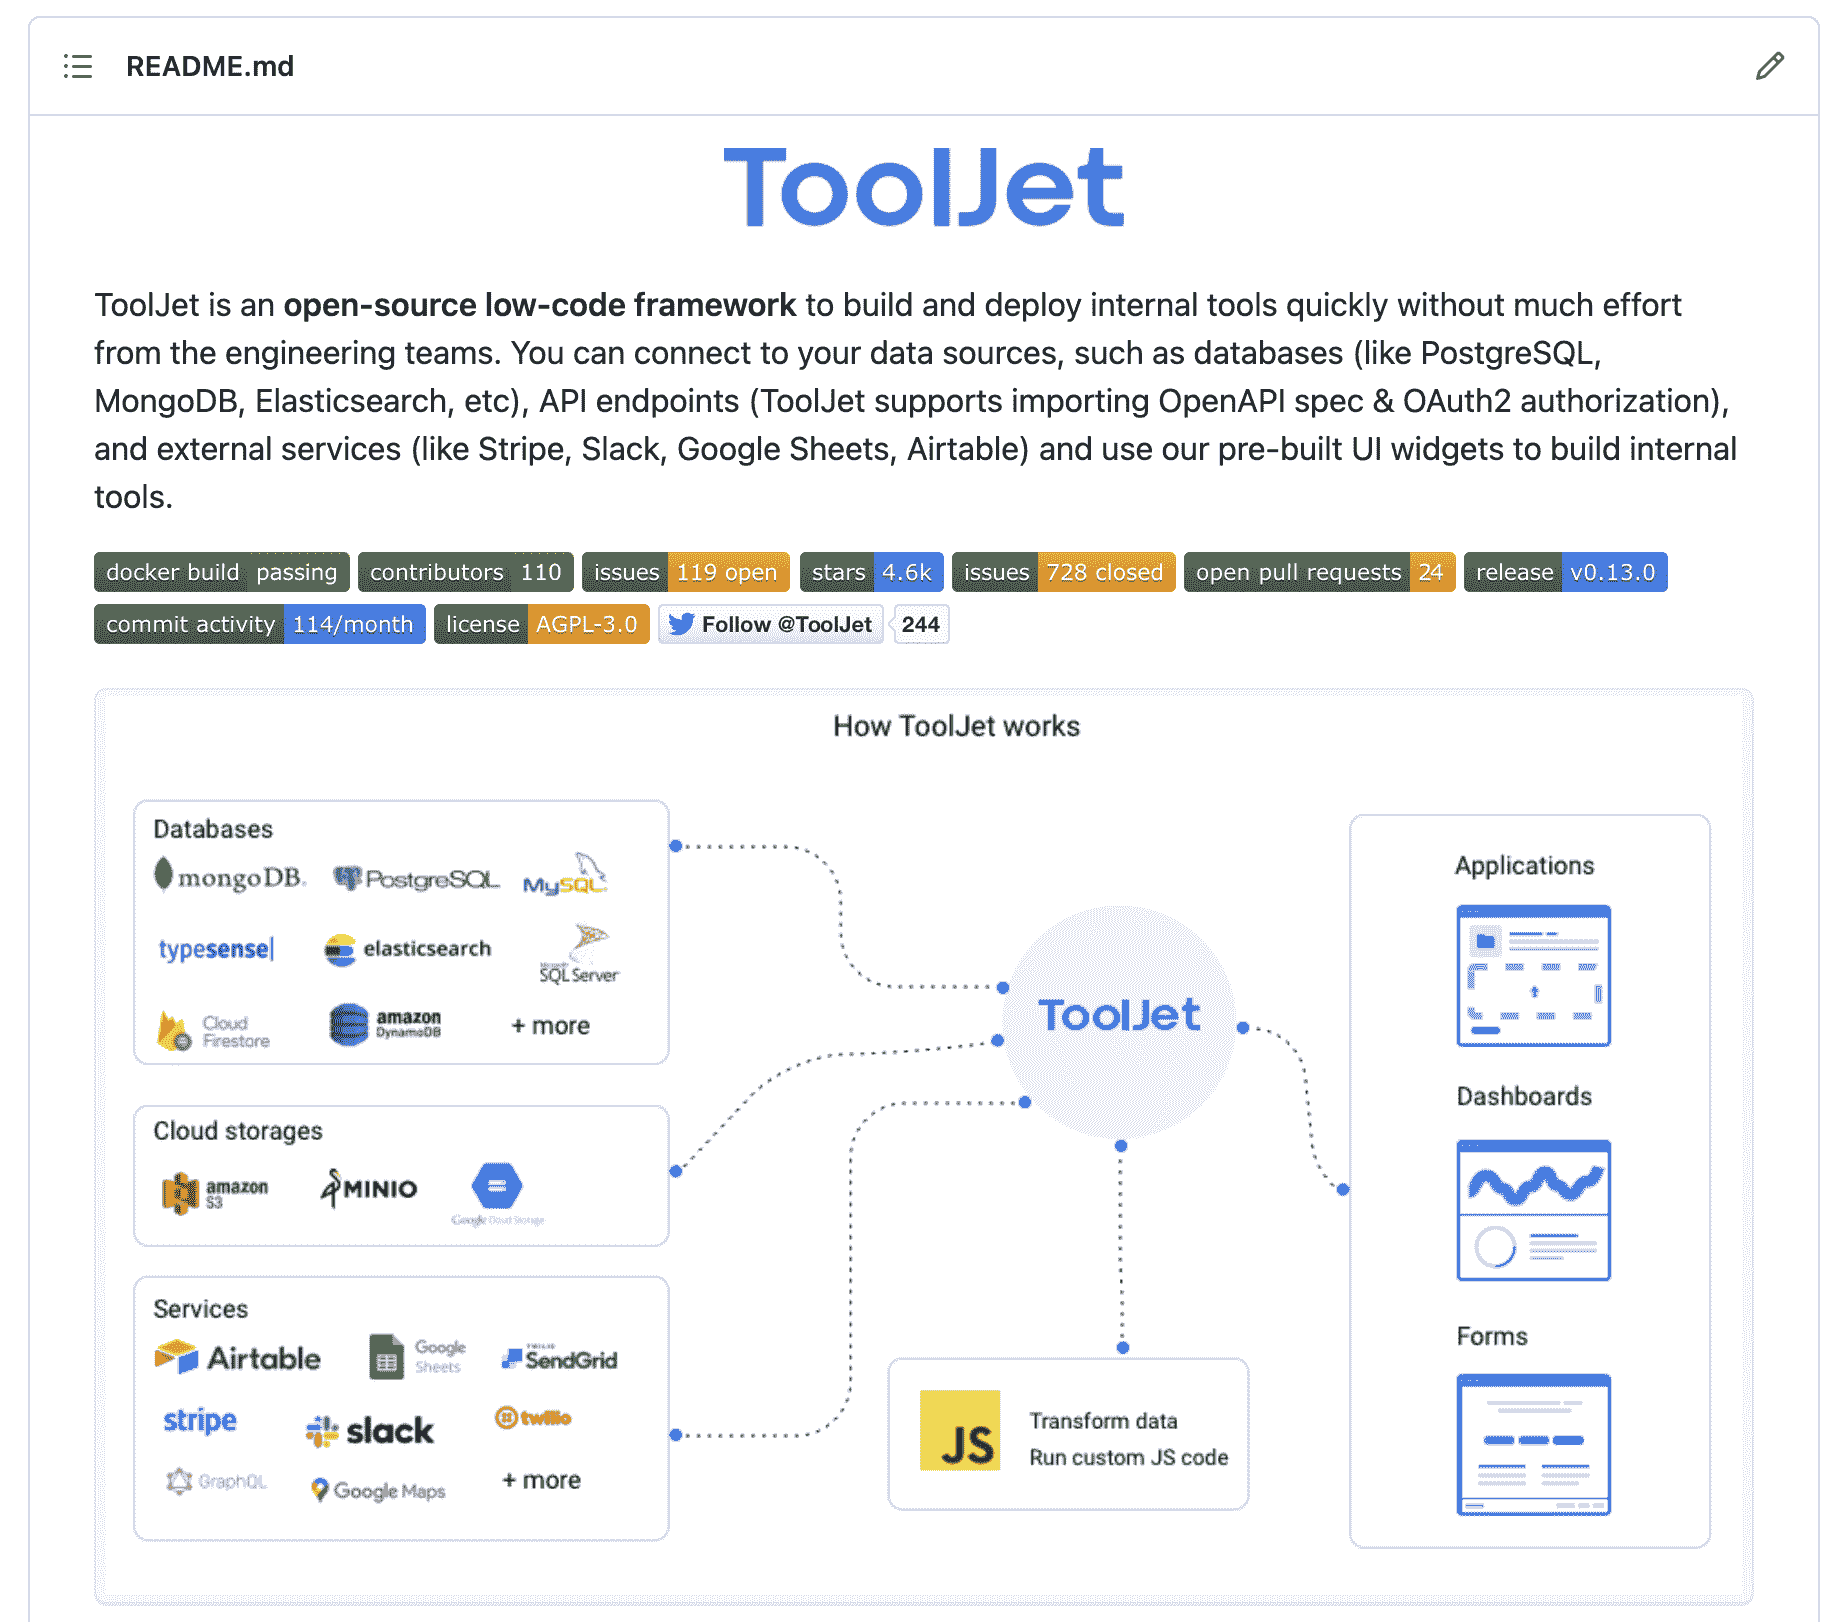 README.md
ToolJet
ToolJet is an open-source low-code framework to build and deploy internal tools quickly without much effort
from the engineering teams. You can connect to your data sources, such as databases (like PostgreSQL,
MongoDB, Elasticsearch, etc), API endpoints (ToolJet supports importing OpenAPI spec & OAuth2 authorization),
and external services (like Stripe, Slack, Google Sheets, Airtable) and use our pre-built UI widgets to build internal
tools.
docker build passing contributors 110 issues 119 open stars 4.6k issues 728 closed open pull requests 24 release v0.13.0
commit activity 114/month license AGPL-3.0 Follow @ToolJet 244
How ToolJet works
Databases
mongoDB. PostgreSQL MySQL
typesense| elasticsearch Microsoft SQL Server
Cloud Firestore amazon DynamoDB + more
Cloud storages
amazon S3 MINIO Google Cloud Storage
Services
Airtable Google Sheets TWILIO SendGrid
stripe slack twilio
GraphQL Google Maps + more
ToolJet
JS
Transform data
Run custom JS code
Applications
Dashboards
Forms